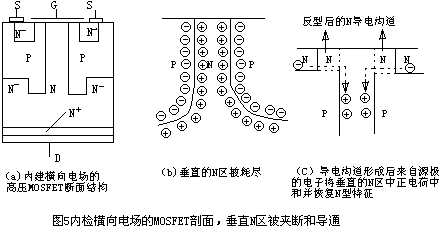 S G S
N⁻ N⁻
P P
N⁻ N N⁻
N⁺
D
(a)内建横向电场的
高压MOSFET断面结构
P N P
(b)垂直的N区被耗尽
反型后的N导电构道
N N N N
P P
(C)导电构道形成后来自源极
的电子将垂直的N区中正电荷中
和并恢复N型特征
图5内检横向电场的MOSFET剖面，垂直N区被夹断和导通